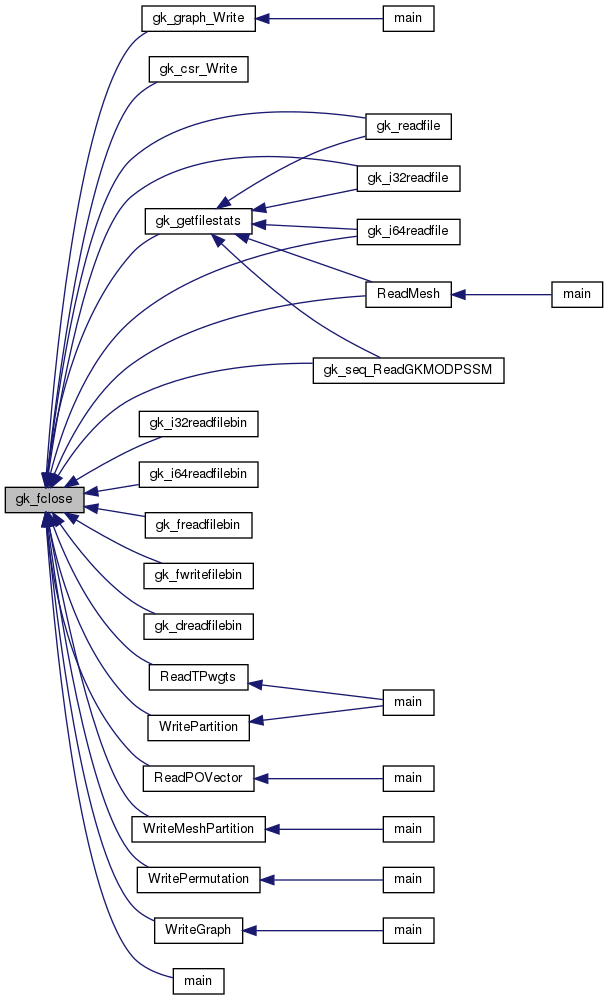 gk_graph_Write
main
gk_csr_Write
gk_readfile
gk_i32readfile
gk_getfilestats
gk_i64readfile
ReadMesh
main
gk_seq_ReadGKMODPSSM
gk_i32readfilebin
gk_i64readfilebin
gk_fclose
gk_freadfilebin
gk_fwritefilebin
gk_dreadfilebin
ReadTPwgts
main
WritePartition
ReadPOVector
main
WriteMeshPartition
main
WritePermutation
main
WriteGraph
main
main